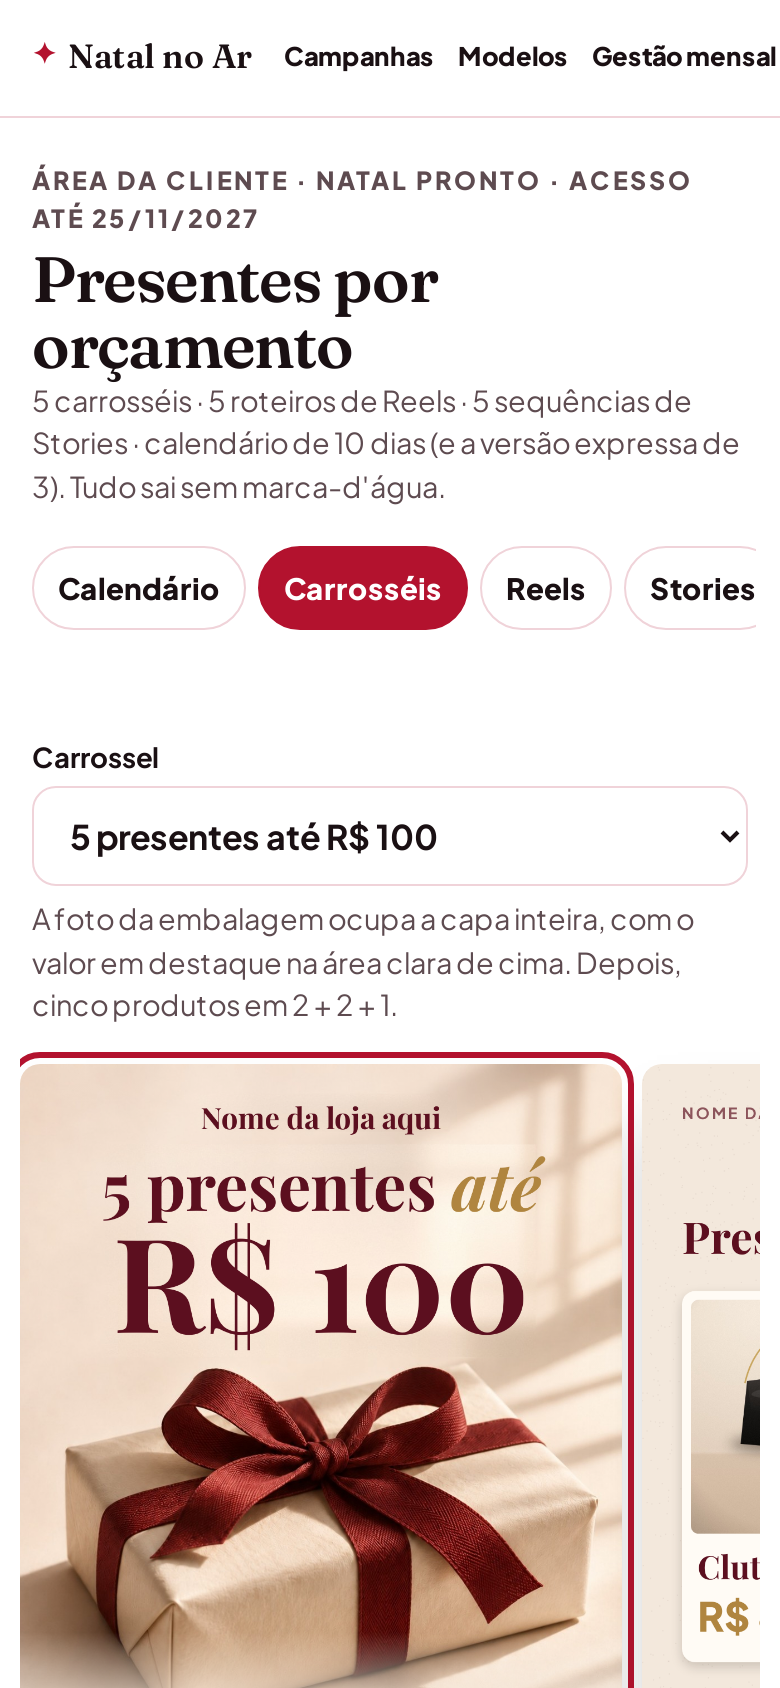 Natal no Ar Campanhas Modelos Gestão mensal
ÁREA DA CLIENTE · NATAL PRONTO · ACESSO
ATÉ 25/11/2027
Presentes por
orçamento
5 carrosséis · 5 roteiros de Reels · 5 sequências de
Stories · calendário de 10 dias (e a versão expressa de
3). Tudo sai sem marca-d'água.
Calendário Carrosséis Reels Stories
Carrossel
5 presentes até R$ 100
A foto da embalagem ocupa a capa inteira, com o
valor em destaque na área clara de cima. Depois,
cinco produtos em 2 + 2 + 1.
Nome da loja aqui
5 presentes até
R$ 100
NOME D
Pres
Clut
R$